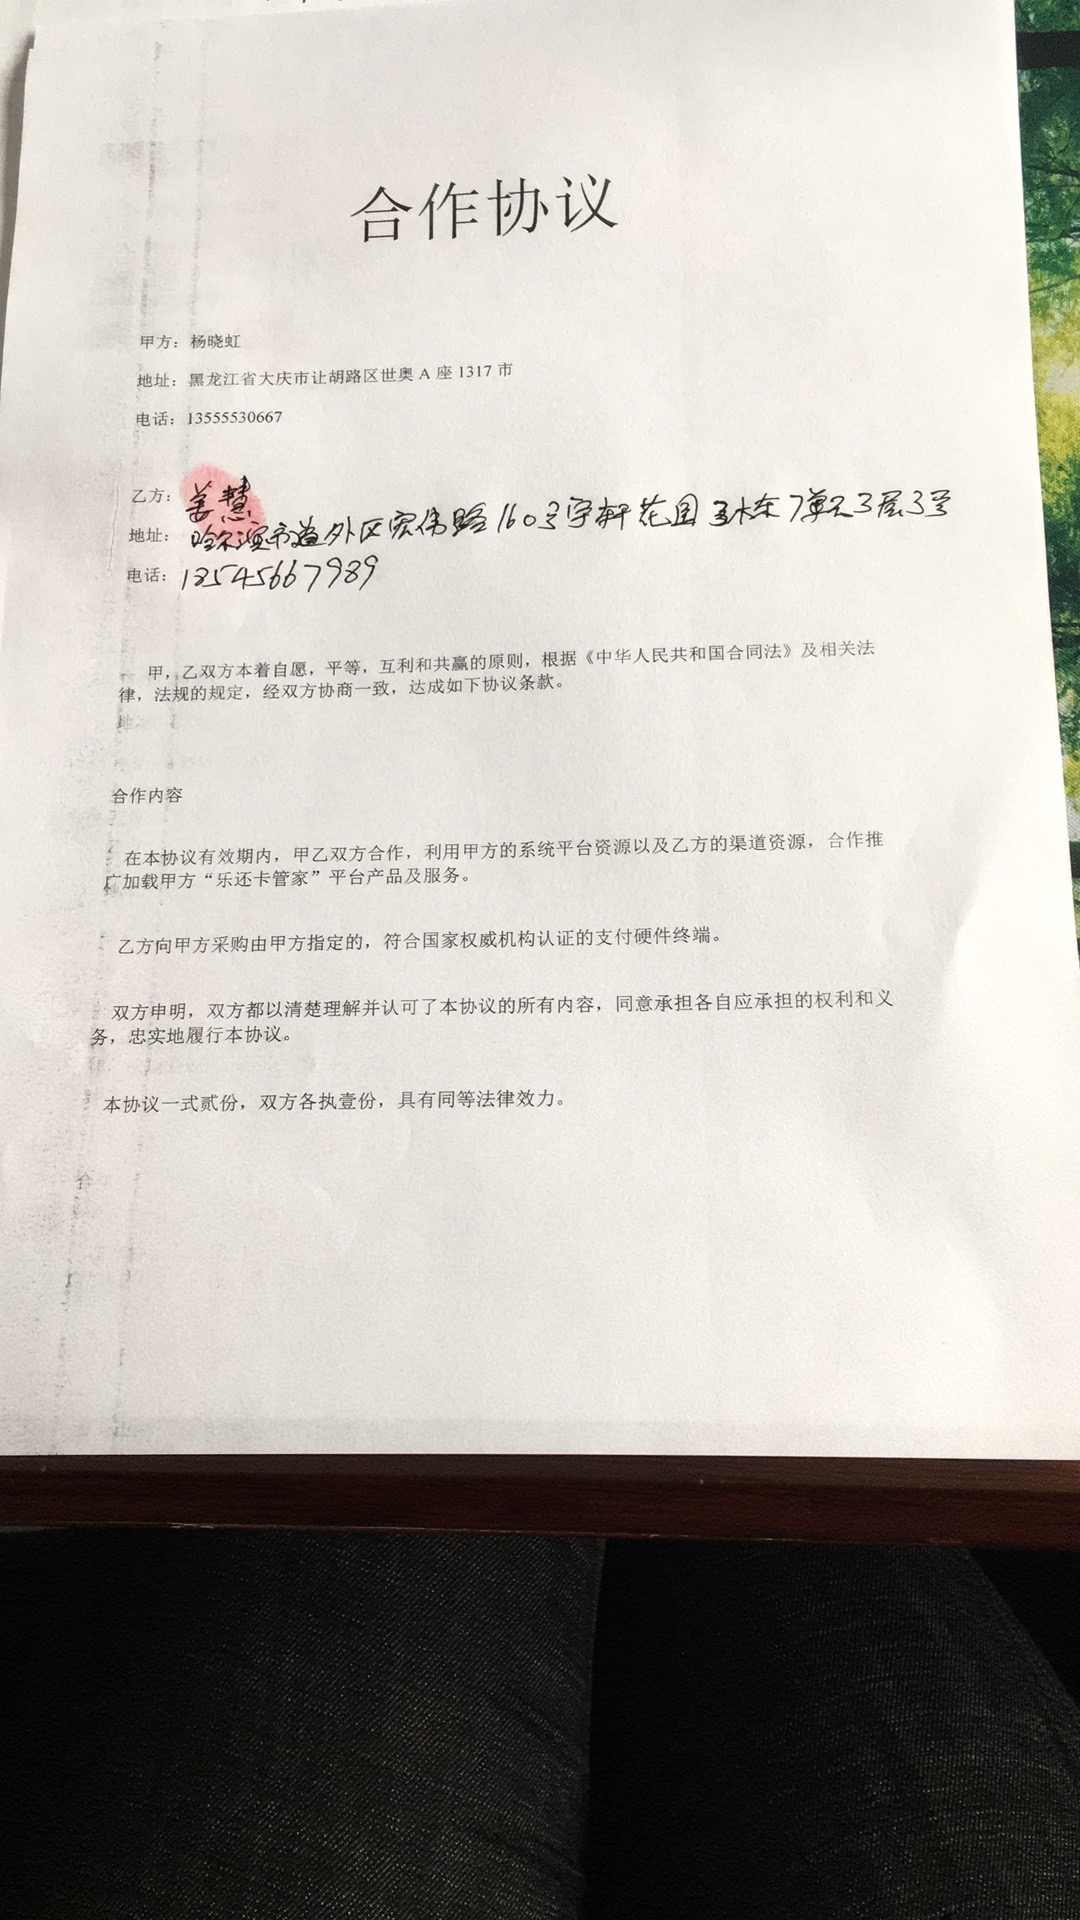 合作协议
甲方：杨晓虹
地址：黑龙江省大庆市让胡路区世奥 A 座 1317 市
电话：13555530667
乙方：姜慧
地址：哈尔滨市道外区宏伟路160号宇轩花园 栋7单元3层3号
电话：13545667989
甲，乙双方本着自愿，平等，互利和共赢的原则，根据《中华人民共和国合同法》及相关法
律，法规的规定，经双方协商一致，达成如下协议条款。
合作内容
在本协议有效期内，甲乙双方合作，利用甲方的系统平台资源以及乙方的渠道资源，合作推
广加载甲方“乐还卡管家”平台产品及服务。
乙方向甲方采购由甲方指定的，符合国家权威机构认证的支付硬件终端。
双方申明，双方都以清楚理解并认可了本协议的所有内容，同意承担各自应承担的权利和义
务，忠实地履行本协议。
本协议一式贰份，双方各执壹份，具有同等法律效力。